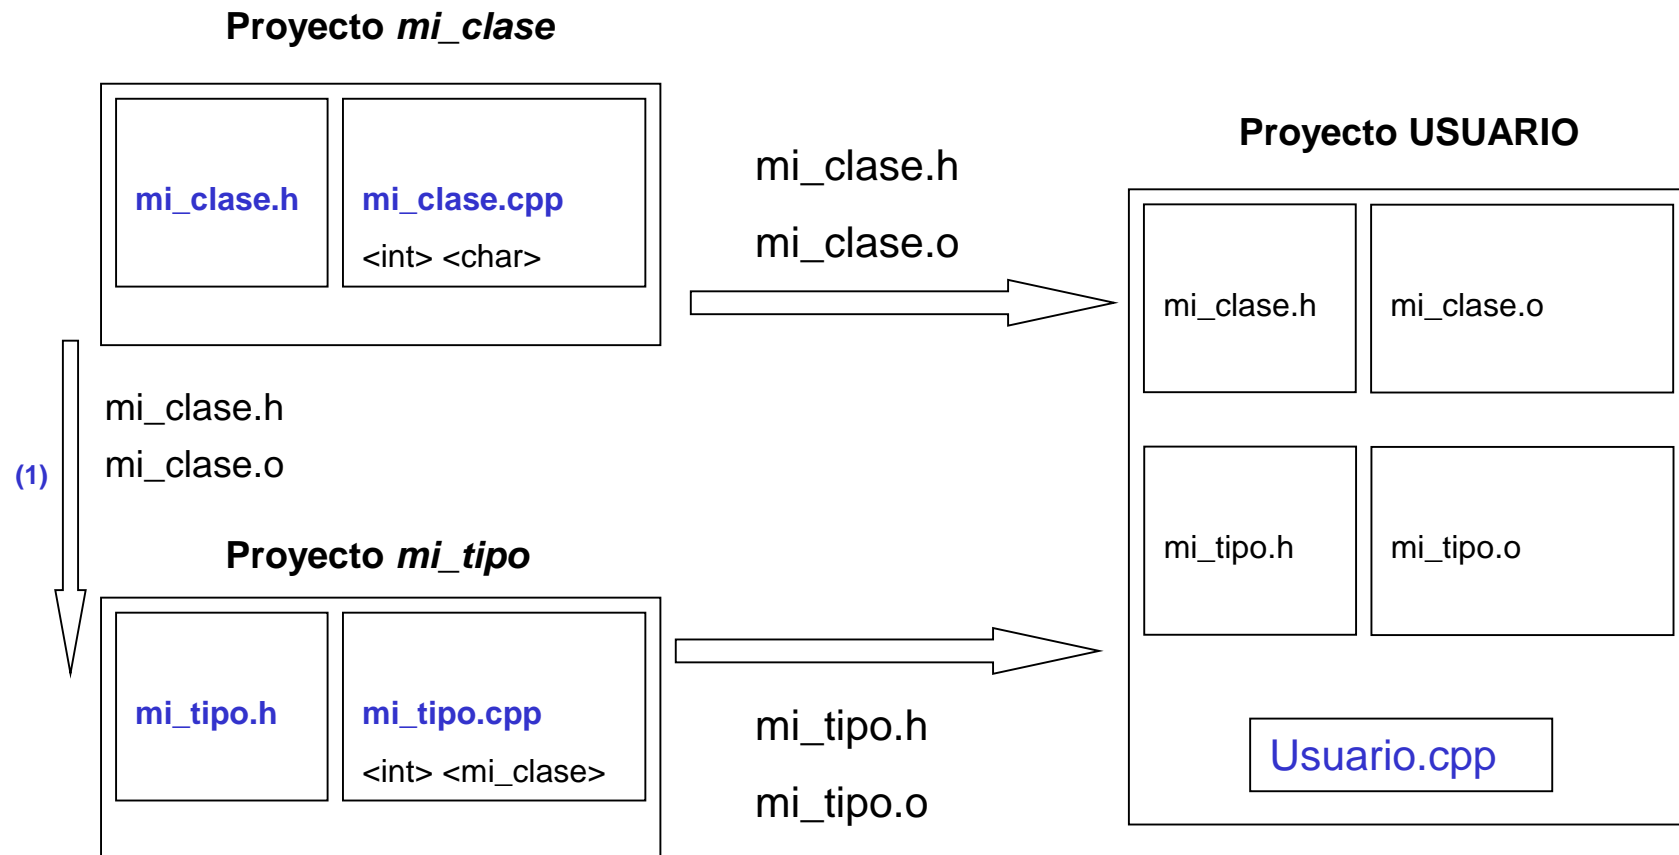 Proyecto mi_clase
mi_clase.h
mi_clase.cpp
<int> <char>
mi_clase.h
mi_clase.o
(1)
mi_clase.h
mi_clase.o
Proyecto mi_tipo
mi_tipo.h
mi_tipo.cpp
<int> <mi_clase>
mi_tipo.h
mi_tipo.o
Proyecto USUARIO
mi_clase.h
mi_clase.o
mi_tipo.h
mi_tipo.o
Usuario.cpp